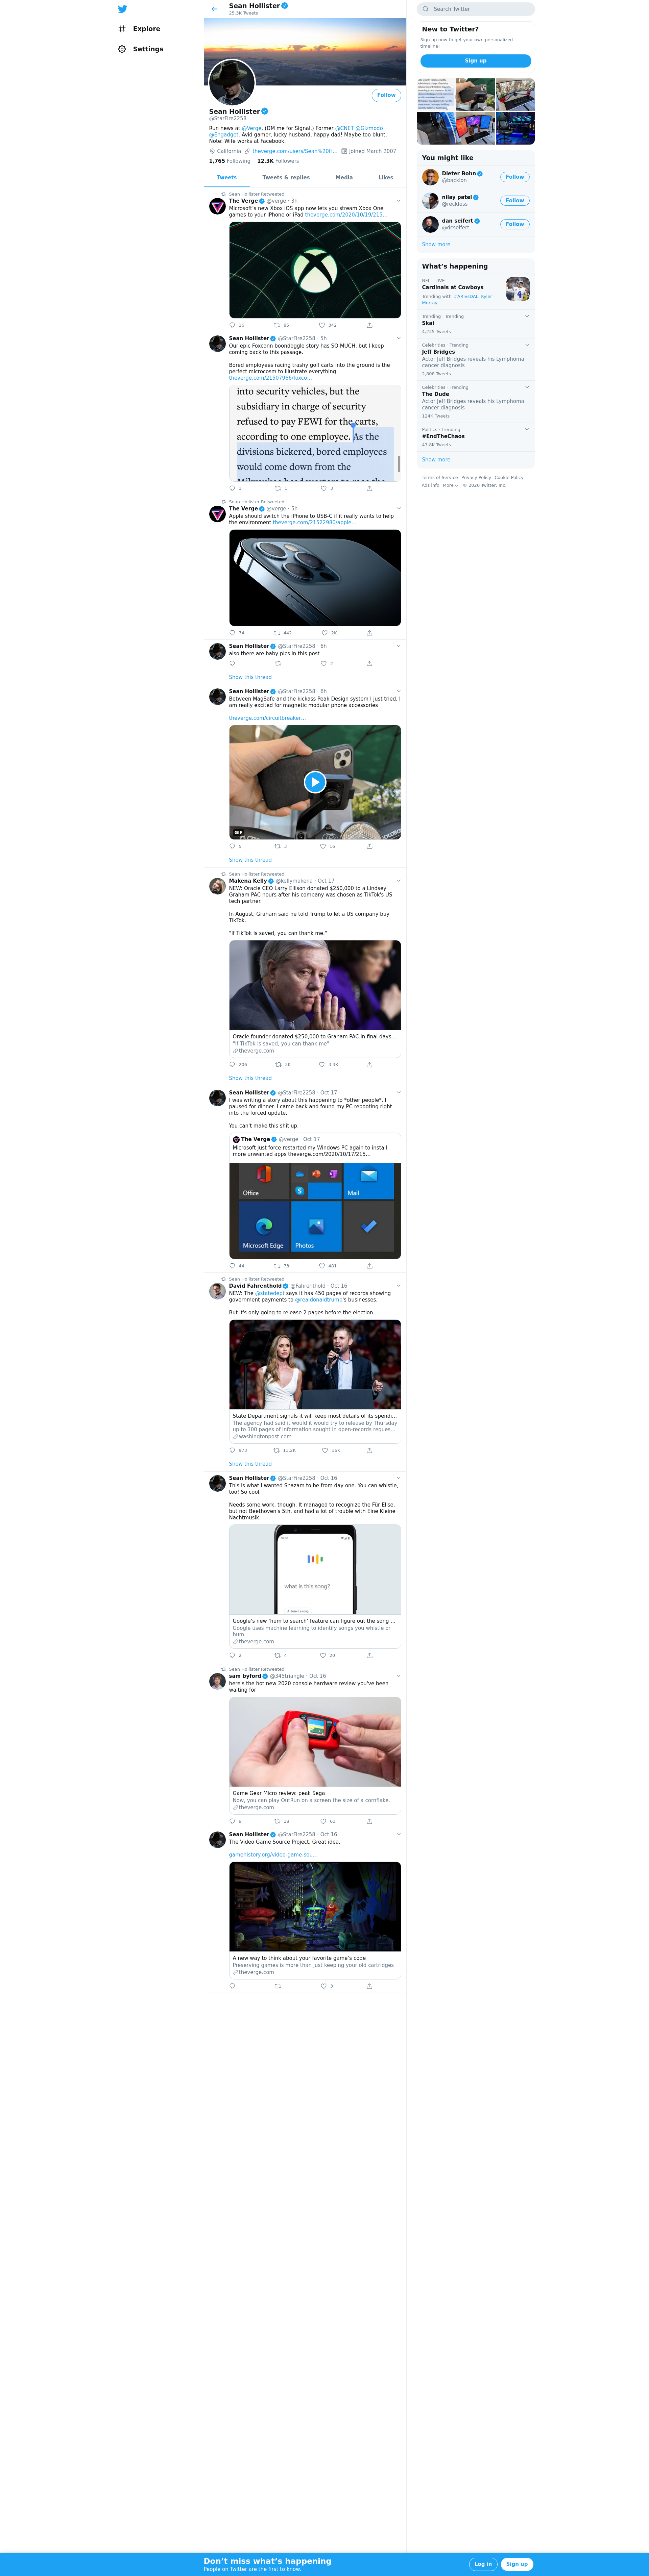 Explore
Settings
Sean Hollister
25.3K Tweets
Follow
Sean Hollister
@StarFire2258
Run news at @Verge, (DM me for Signal.) Former @CNET @Gizmodo
@Engadget. Avid gamer, lucky husband, happy dad! Maybe too blunt.
Note: Wife works at Facebook.
California theverge.com/users/Sean%20H... Joined March 2007
1,765 Following 12.3K Followers
Tweets Tweets & replies Media Likes
Sean Hollister Retweeted
The Verge @verge · 3h
Microsoft's new Xbox iOS app now lets you stream Xbox One
games to your iPhone or iPad theverge.com/2020/10/19/215...
16 85 342
Sean Hollister @StarFire2258 · 5h
Our epic Foxconn boondoggle story has SO MUCH, but I keep
coming back to this passage.
Bored employees racing trashy golf carts into the ground is the
perfect microcosm to illustrate everything
theverge.com/21507966/foxco...
into security vehicles, but the
subsidiary in charge of security
refused to pay FEWI for the carts,
according to one employee. As the
divisions bickered, bored employees
would come down from the
Milwaukee headquarters to race the
1 1 5
Sean Hollister Retweeted
The Verge @verge · 5h
Apple should switch the iPhone to USB-C if it really wants to help
the environment theverge.com/21522980/apple...
74 442 2K
Sean Hollister @StarFire2258 · 6h
also there are baby pics in this post
2
Show this thread
Sean Hollister @StarFire2258 · 6h
Between MagSafe and the kickass Peak Design system I just tried, I
am really excited for magnetic modular phone accessories
theverge.com/circuitbreaker...
GIF
5 3 16
Show this thread
Sean Hollister Retweeted
Makena Kelly @kellymakena · Oct 17
NEW: Oracle CEO Larry Ellison donated $250,000 to a Lindsey
Graham PAC hours after his company was chosen as TikTok's US
tech partner.
In August, Graham said he told Trump to let a US company buy
TikTok.
"If TikTok is saved, you can thank me."
Oracle founder donated $250,000 to Graham PAC in final days...
"If TikTok is saved, you can thank me"
theverge.com
206 3K 3.5K
Show this thread
Sean Hollister @StarFire2258 · Oct 17
I was writing a story about this happening to *other people*. I
paused for dinner. I came back and found my PC rebooting right
into the forced update.
You can't make this shit up.
The Verge @verge · Oct 17
Microsoft just force restarted my Windows PC again to install
more unwanted apps theverge.com/2020/10/17/215...
Office
Mail
Microsoft Edge
Photos
44 73 401
Sean Hollister Retweeted
David Fahrenthold @Fahrenthold · Oct 16
NEW: The @statedept says it has 450 pages of records showing
government payments to @realdonaldtrump's businesses.
But it's only going to release 2 pages before the election.
State Department signals it will keep most details of its spendi...
The agency had said it would it would try to release by Thursday
up to 300 pages of information sought in open-records reques...
washingtonpost.com
973 13.2K 16K
Show this thread
Sean Hollister @StarFire2258 · Oct 16
This is what I wanted Shazam to be from day one. You can whistle,
too! So cool.
Needs some work, though. It managed to recognize the Für Elise,
but not Beethoven's 5th, and had a lot of trouble with Eine Kleine
Nachtmusik.
what is this song?
Google's new 'hum to search' feature can figure out the song ...
Google uses machine learning to identify songs you whistle or
hum
theverge.com
2 4 20
Sean Hollister Retweeted
sam byford @345triangle · Oct 16
here's the hot new 2020 console hardware review you've been
waiting for
Game Gear Micro review: peak Sega
Now, you can play OutRun on a screen the size of a cornflake.
theverge.com
9 18 83
Sean Hollister @StarFire2258 · Oct 16
The Video Game Source Project. Great idea.
gamehistory.org/video-game-sou...
A new way to think about your favorite game's code
Preserving games is more than just keeping your old cartridges
theverge.com
3
Search Twitter
New to Twitter?
Sign up now to get your own personalized
timeline!
Sign up
You might like
Dieter Bohn
@backlon
Follow
nilay patel
@reckless
Follow
dan seifert
@dcseifert
Follow
Show more
What's happening
NFL · LIVE
Cardinals at Cowboys
Trending with #AZvsDAL, Kyler
Murray
Trending · Trending
Skai
4,235 Tweets
Celebrities · Trending
Jeff Bridges
Actor Jeff Bridges reveals his Lymphoma
cancer diagnosis
2,808 Tweets
Celebrities · Trending
The Dude
Actor Jeff Bridges reveals his Lymphoma
cancer diagnosis
124K Tweets
Politics · Trending
#EndTheChaos
47.8K Tweets
Show more
Terms of Service Privacy Policy Cookie Policy
Ads info More © 2020 Twitter, Inc.
Don't miss what's happening
People on Twitter are the first to know.
Log in Sign up